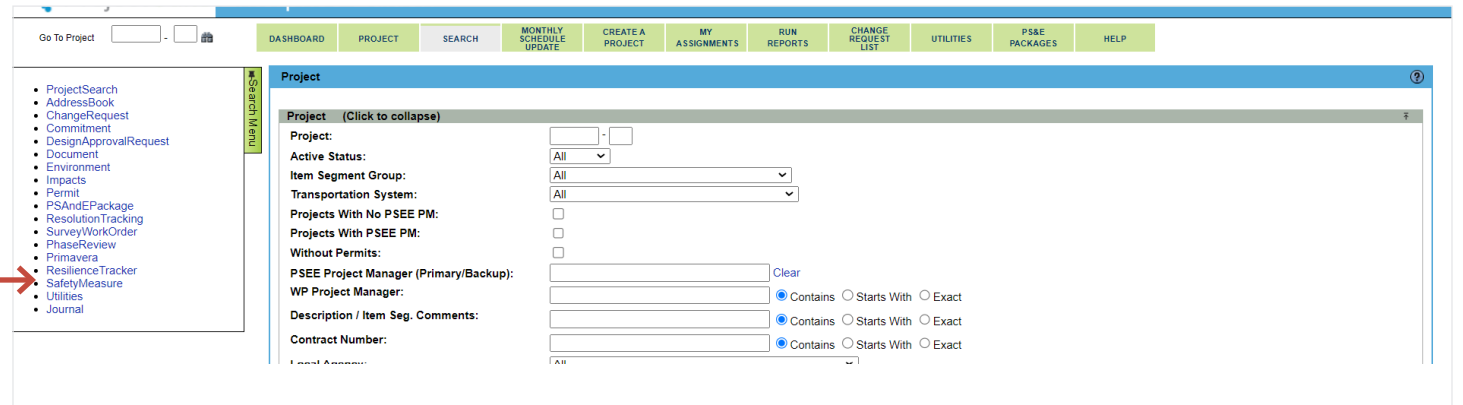 Go To Project
-
DASHBOARD
PROJECT
SEARCH
MONTHLY
SCHEDULE
UPDATE
CREATE A
PROJECT
MY
ASSIGNMENTS
RUN
REPORTS
CHANGE
REQUEST
LIST
UTILITIES
PS&E
PACKAGES
HELP
ProjectSearch
AddressBook
ChangeRequest
Commitment
DesignApprovalRequest
Document
Environment
Impacts
Permit
PSAndEPackage
ResolutionTracking
SurveyWorkOrder
PhaseReview
Primavera
ResilienceTracker
SafetyMeasure
Utilities
Journal
Search Menu
Project ?
Project (Click to collapse)
Project: -
Active Status: All
Item Segment Group: All
Transportation System: All
Projects With No PSEE PM:
Projects With PSEE PM:
Without Permits:
PSEE Project Manager (Primary/Backup): Clear
WP Project Manager: Contains Starts With Exact
Description / Item Seg. Comments: Contains Starts With Exact
Contract Number: Contains Starts With Exact
Local Agency: All